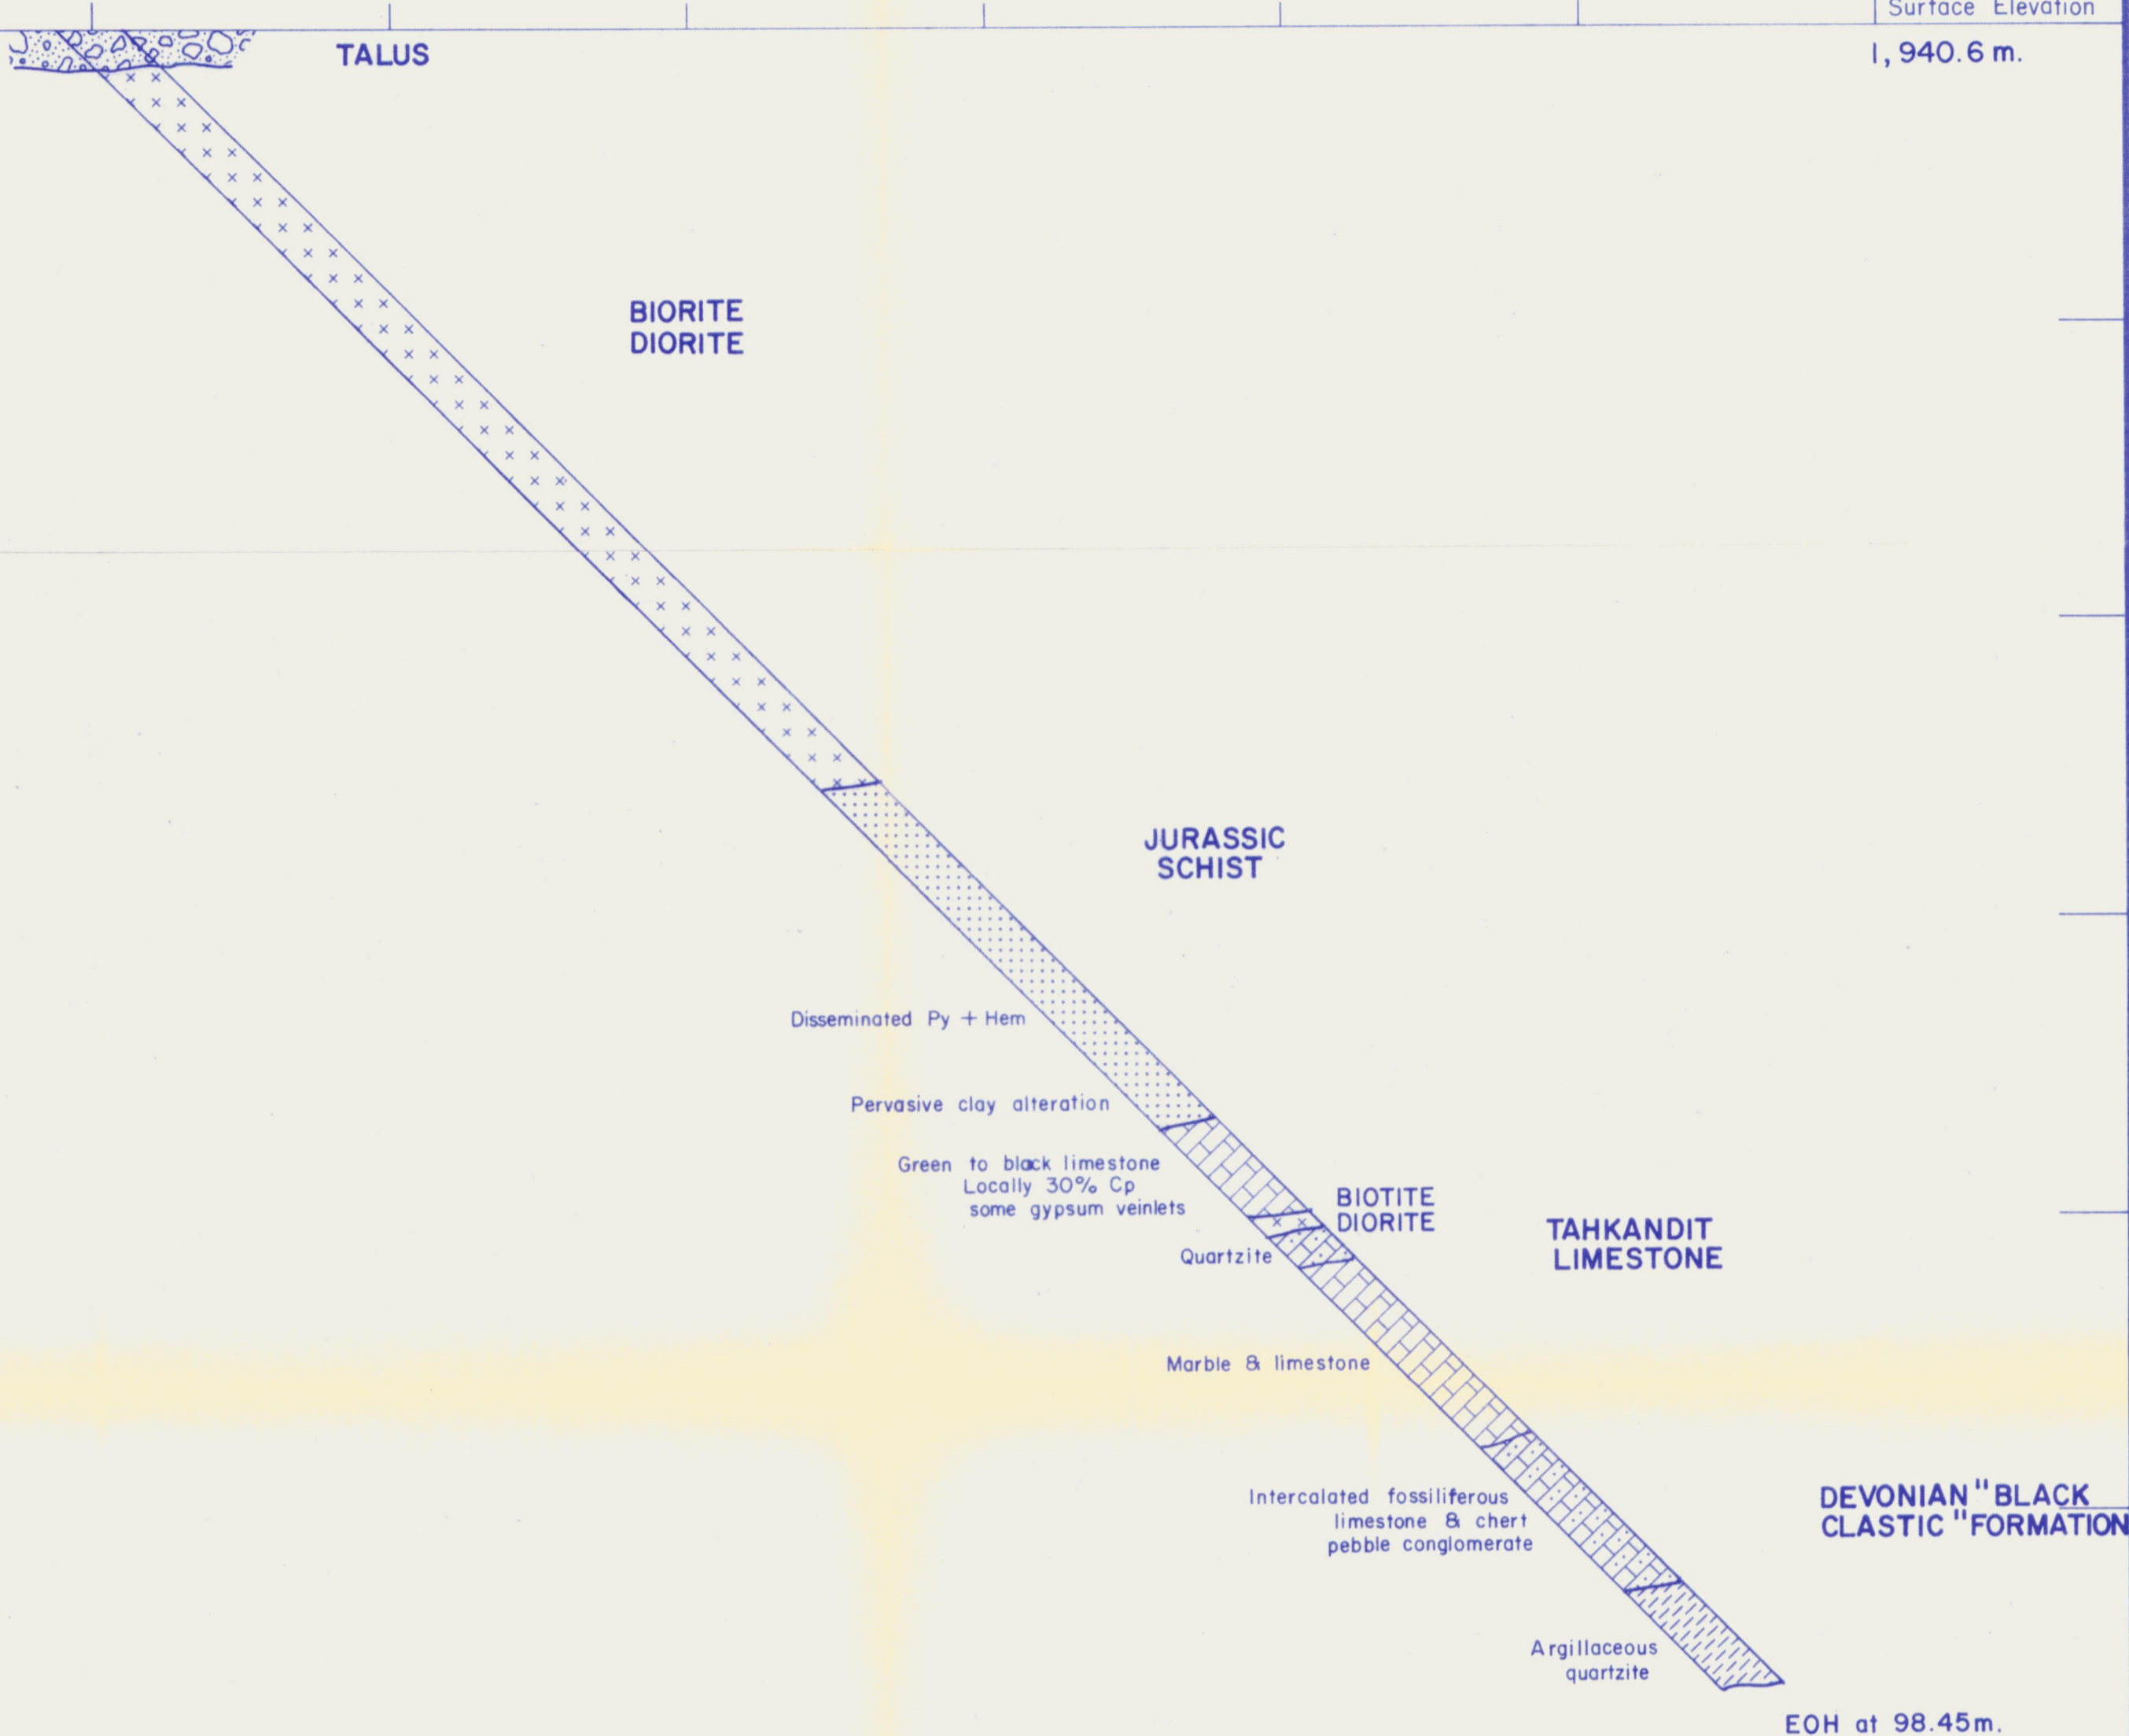 Surface Elevation
1,940.6 m.
TALUS
BIORITE
DIORITE
JURASSIC
SCHIST
Disseminated Py + Hem
Pervasive clay alteration
Green to black limestone
Locally 30% Cp
some gypsum veinlets
BIOTITE
DIORITE
TAHKANDIT
LIMESTONE
Quartzite
Marble & limestone
Intercalated fossiliferous
limestone & chert
pebble conglomerate
DEVONIAN "BLACK
CLASTIC "FORMATION
Argillaceous
quartzite
EOH at 98.45m.